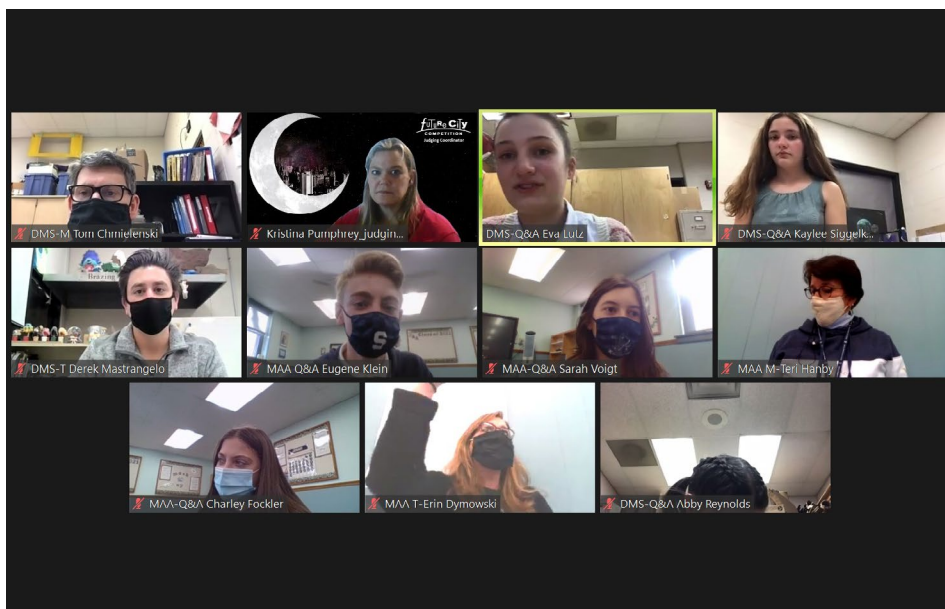 FUTURE CITY
COMPETITION
Judging Coordinator
DMS-M Tom Chmielenski
Kristina Pumphrey_judgin...
DMS-Q&A Eva Lutz
DMS-Q&A Kaylee Siggelk...
DMS-T Derek Mastrangelo
MAA Q&A Eugene Klein
S
MAA-Q&A Sarah Voigt
MAA M-Teri Hanby
MAA-Q&A Charley Fockler
MAA T-Erin Dymowski
DMS-Q&A Abby Reynolds